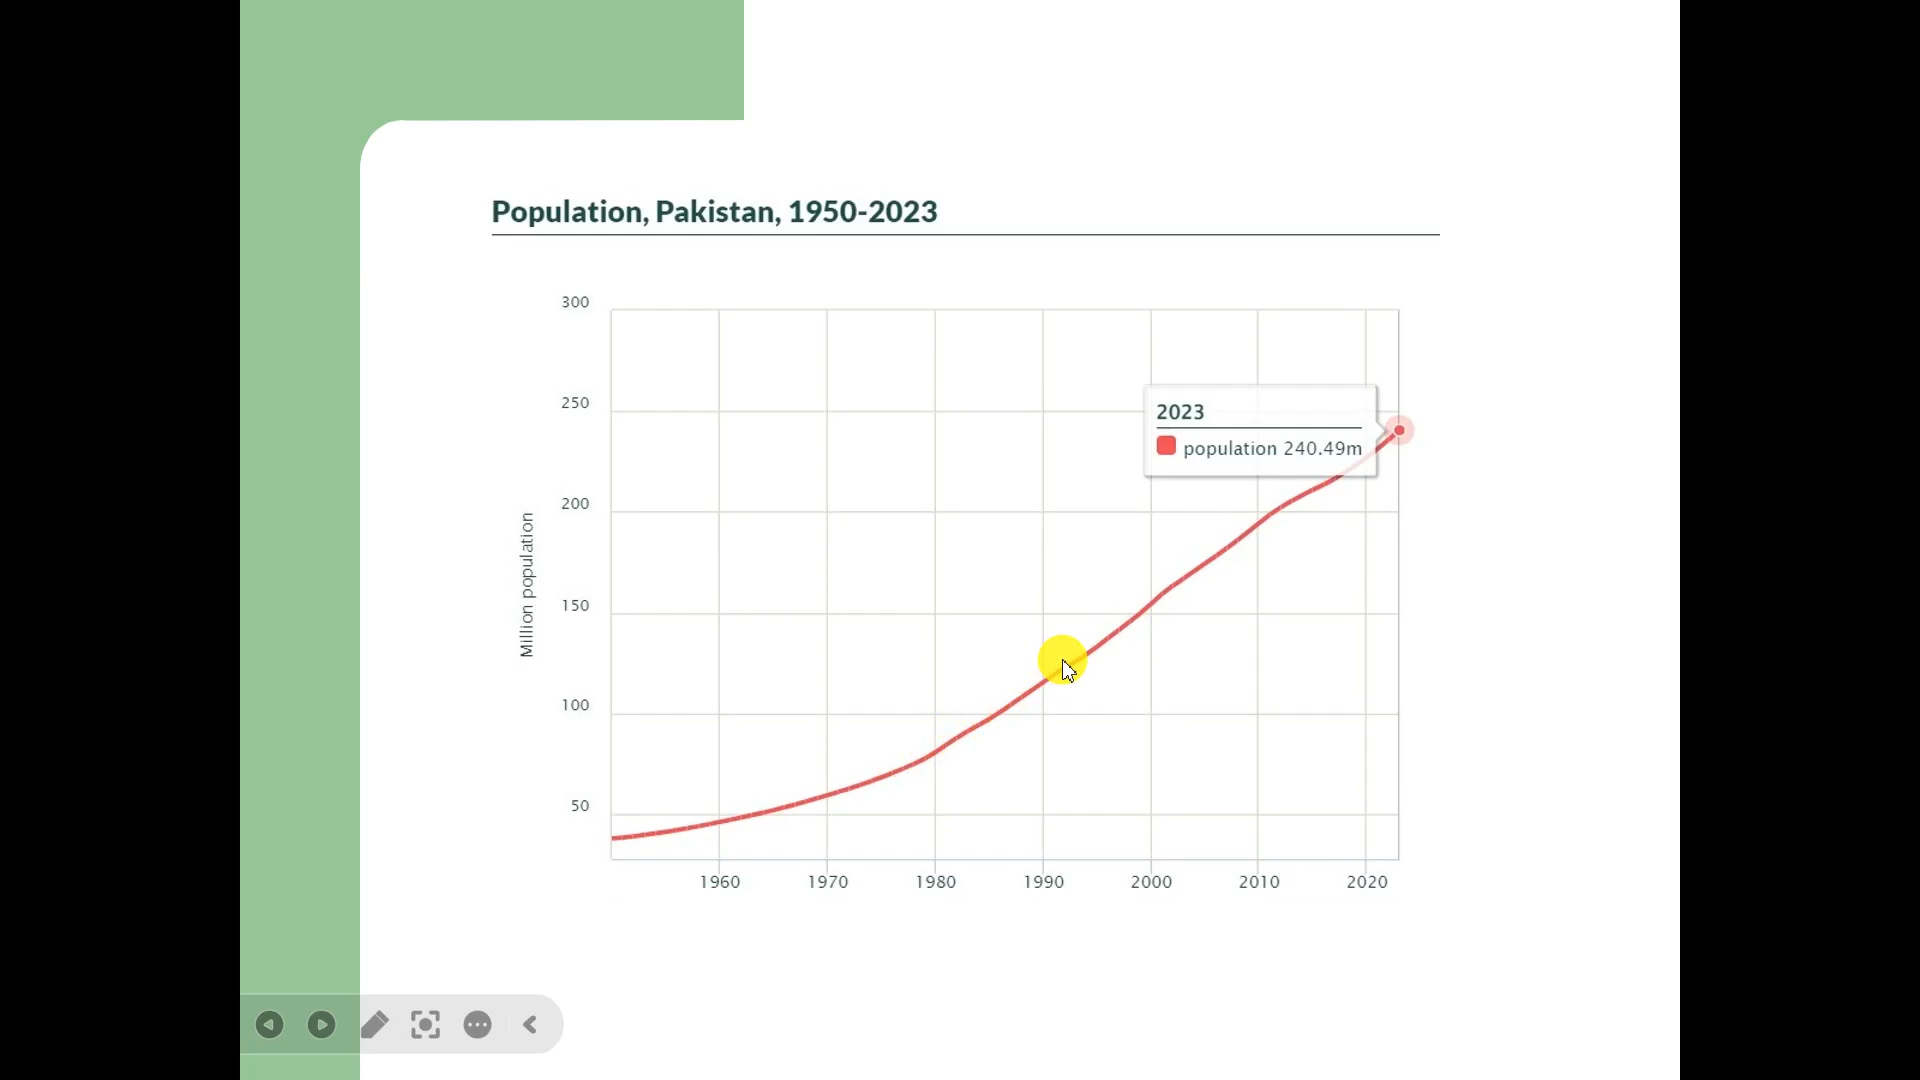 Population, Pakistan, 1950-2023
300
250
200
150
100
50
Million population
2023
population 240.49m
1960 1970 1980 1990 2000 2010 2020